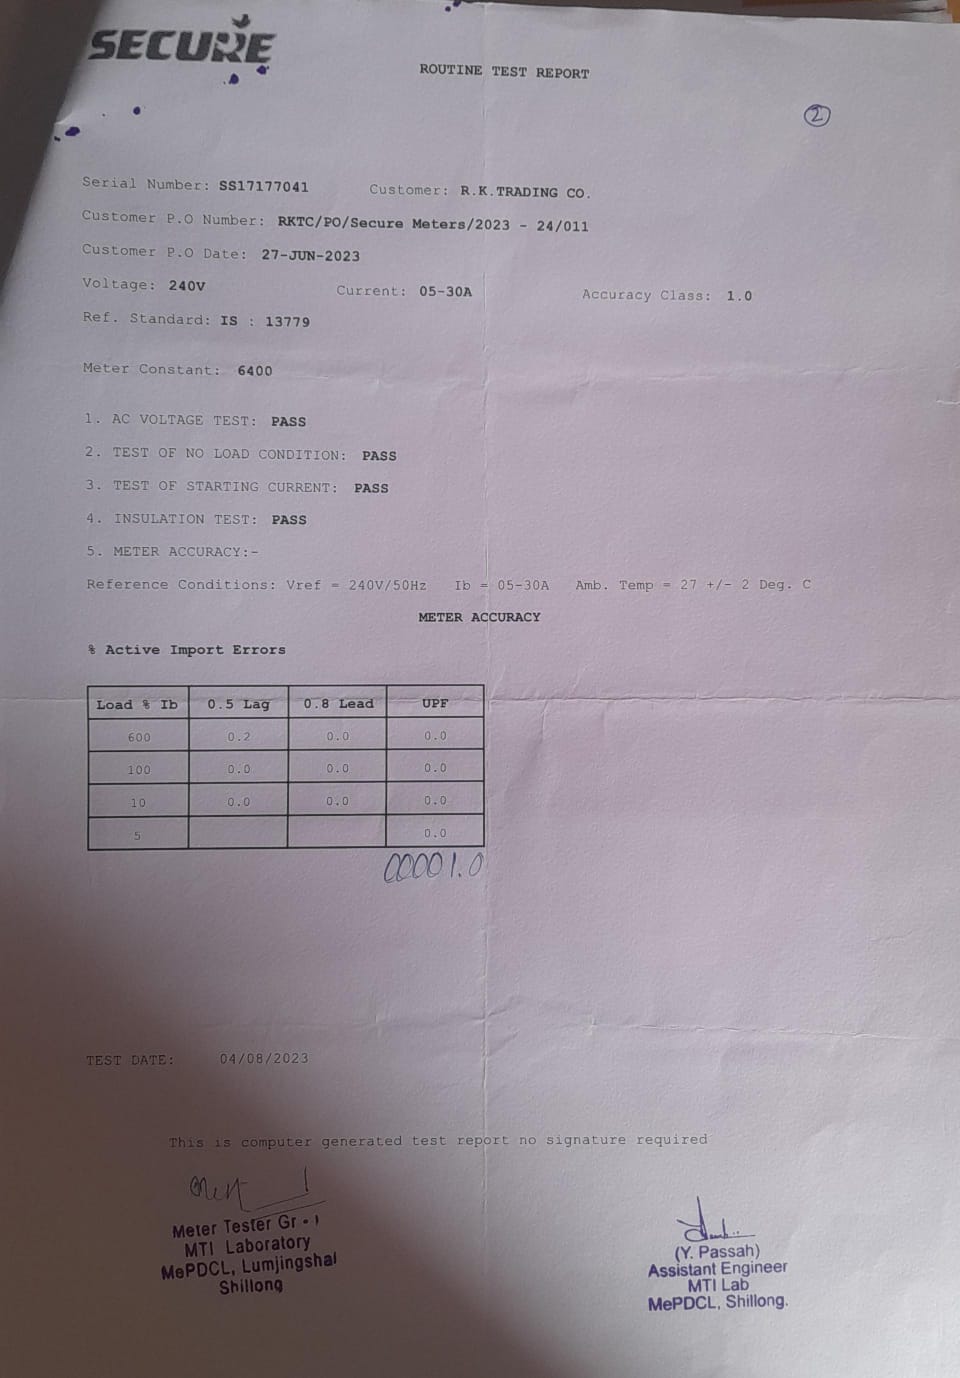 SECURE
ROUTINE TEST REPORT
2
Serial Number: SS17177041 Customer: R.K.TRADING CO.
Customer P.O Number: RKTC/PO/Secure Meters/2023 - 24/011
Customer P.O Date: 27-JUN-2023
Voltage: 240V Current: 05-30A Accuracy Class: 1.0
Ref. Standard: IS : 13779
Meter Constant: 6400
1. AC VOLTAGE TEST: PASS
2. TEST OF NO LOAD CONDITION: PASS
3. TEST OF STARTING CURRENT: PASS
4. INSULATION TEST: PASS
5. METER ACCURACY:-
Reference Conditions: Vref = 240V/50Hz Ib = 05-30A Amb. Temp = 27 +/- 2 Deg. C
METER ACCURACY
% Active Import Errors
Load % Ib 0.5 Lag 0.8 Lead UPF
600 0.2 0.0 0.0
100 0.0 0.0 0.0
10 0.0 0.0 0.0
5 0.0
00001.0
TEST DATE: 04/08/2023
This is computer generated test report no signature required
Meter Tester Gr - I
MTI Laboratory
MePDCL, Lumjingshai
Shillong
(Y. Passah)
Assistant Engineer
MTI Lab
MePDCL, Shillong.